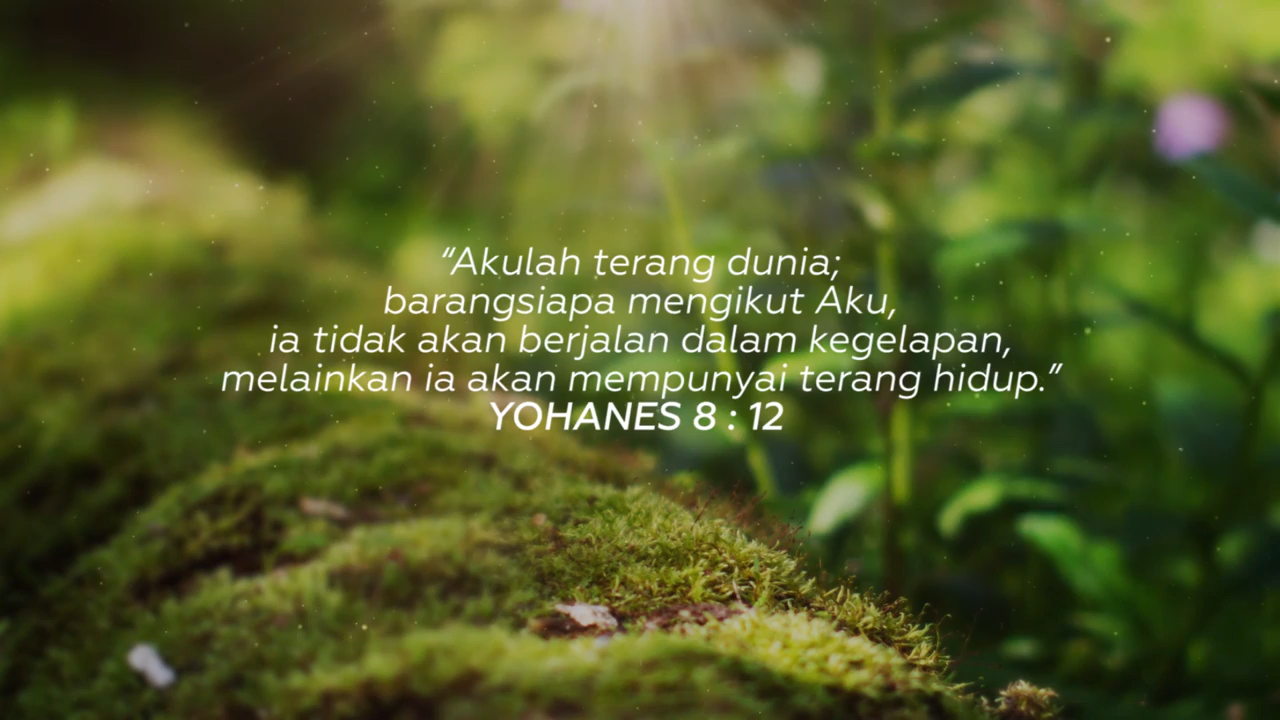 “Akulah terang dunia;
barangsiapa mengikut Aku,
ia tidak akan berjalan dalam kegelapan,
melainkan ia akan mempunyai terang hidup.”
YOHANES 8 : 12